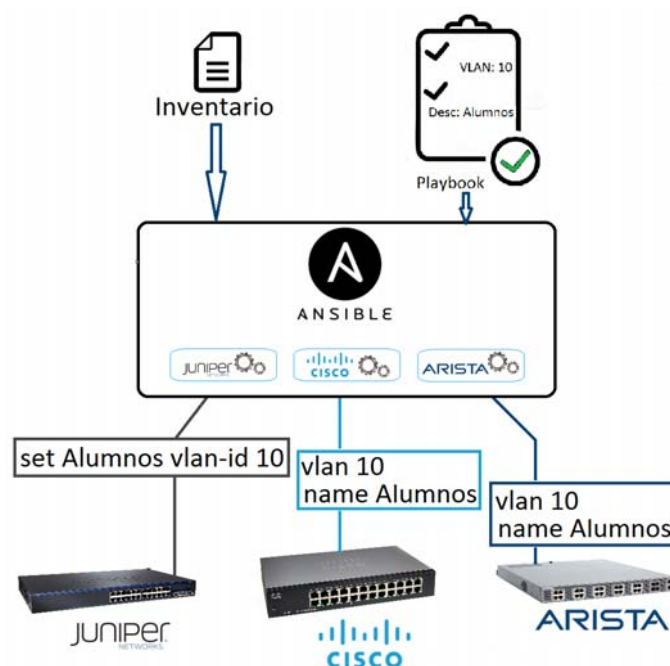 Inventario
VLAN: 10
Desc: Alumnos
Playbook
ANSIBLE
JUNIPER
NETWORKS
CISCO
ARISTA
set Alumnos vlan-id 10
vlan 10
name Alumnos
vlan 10
name Alumnos
JUNIPER
NETWORKS
CISCO
ARISTA